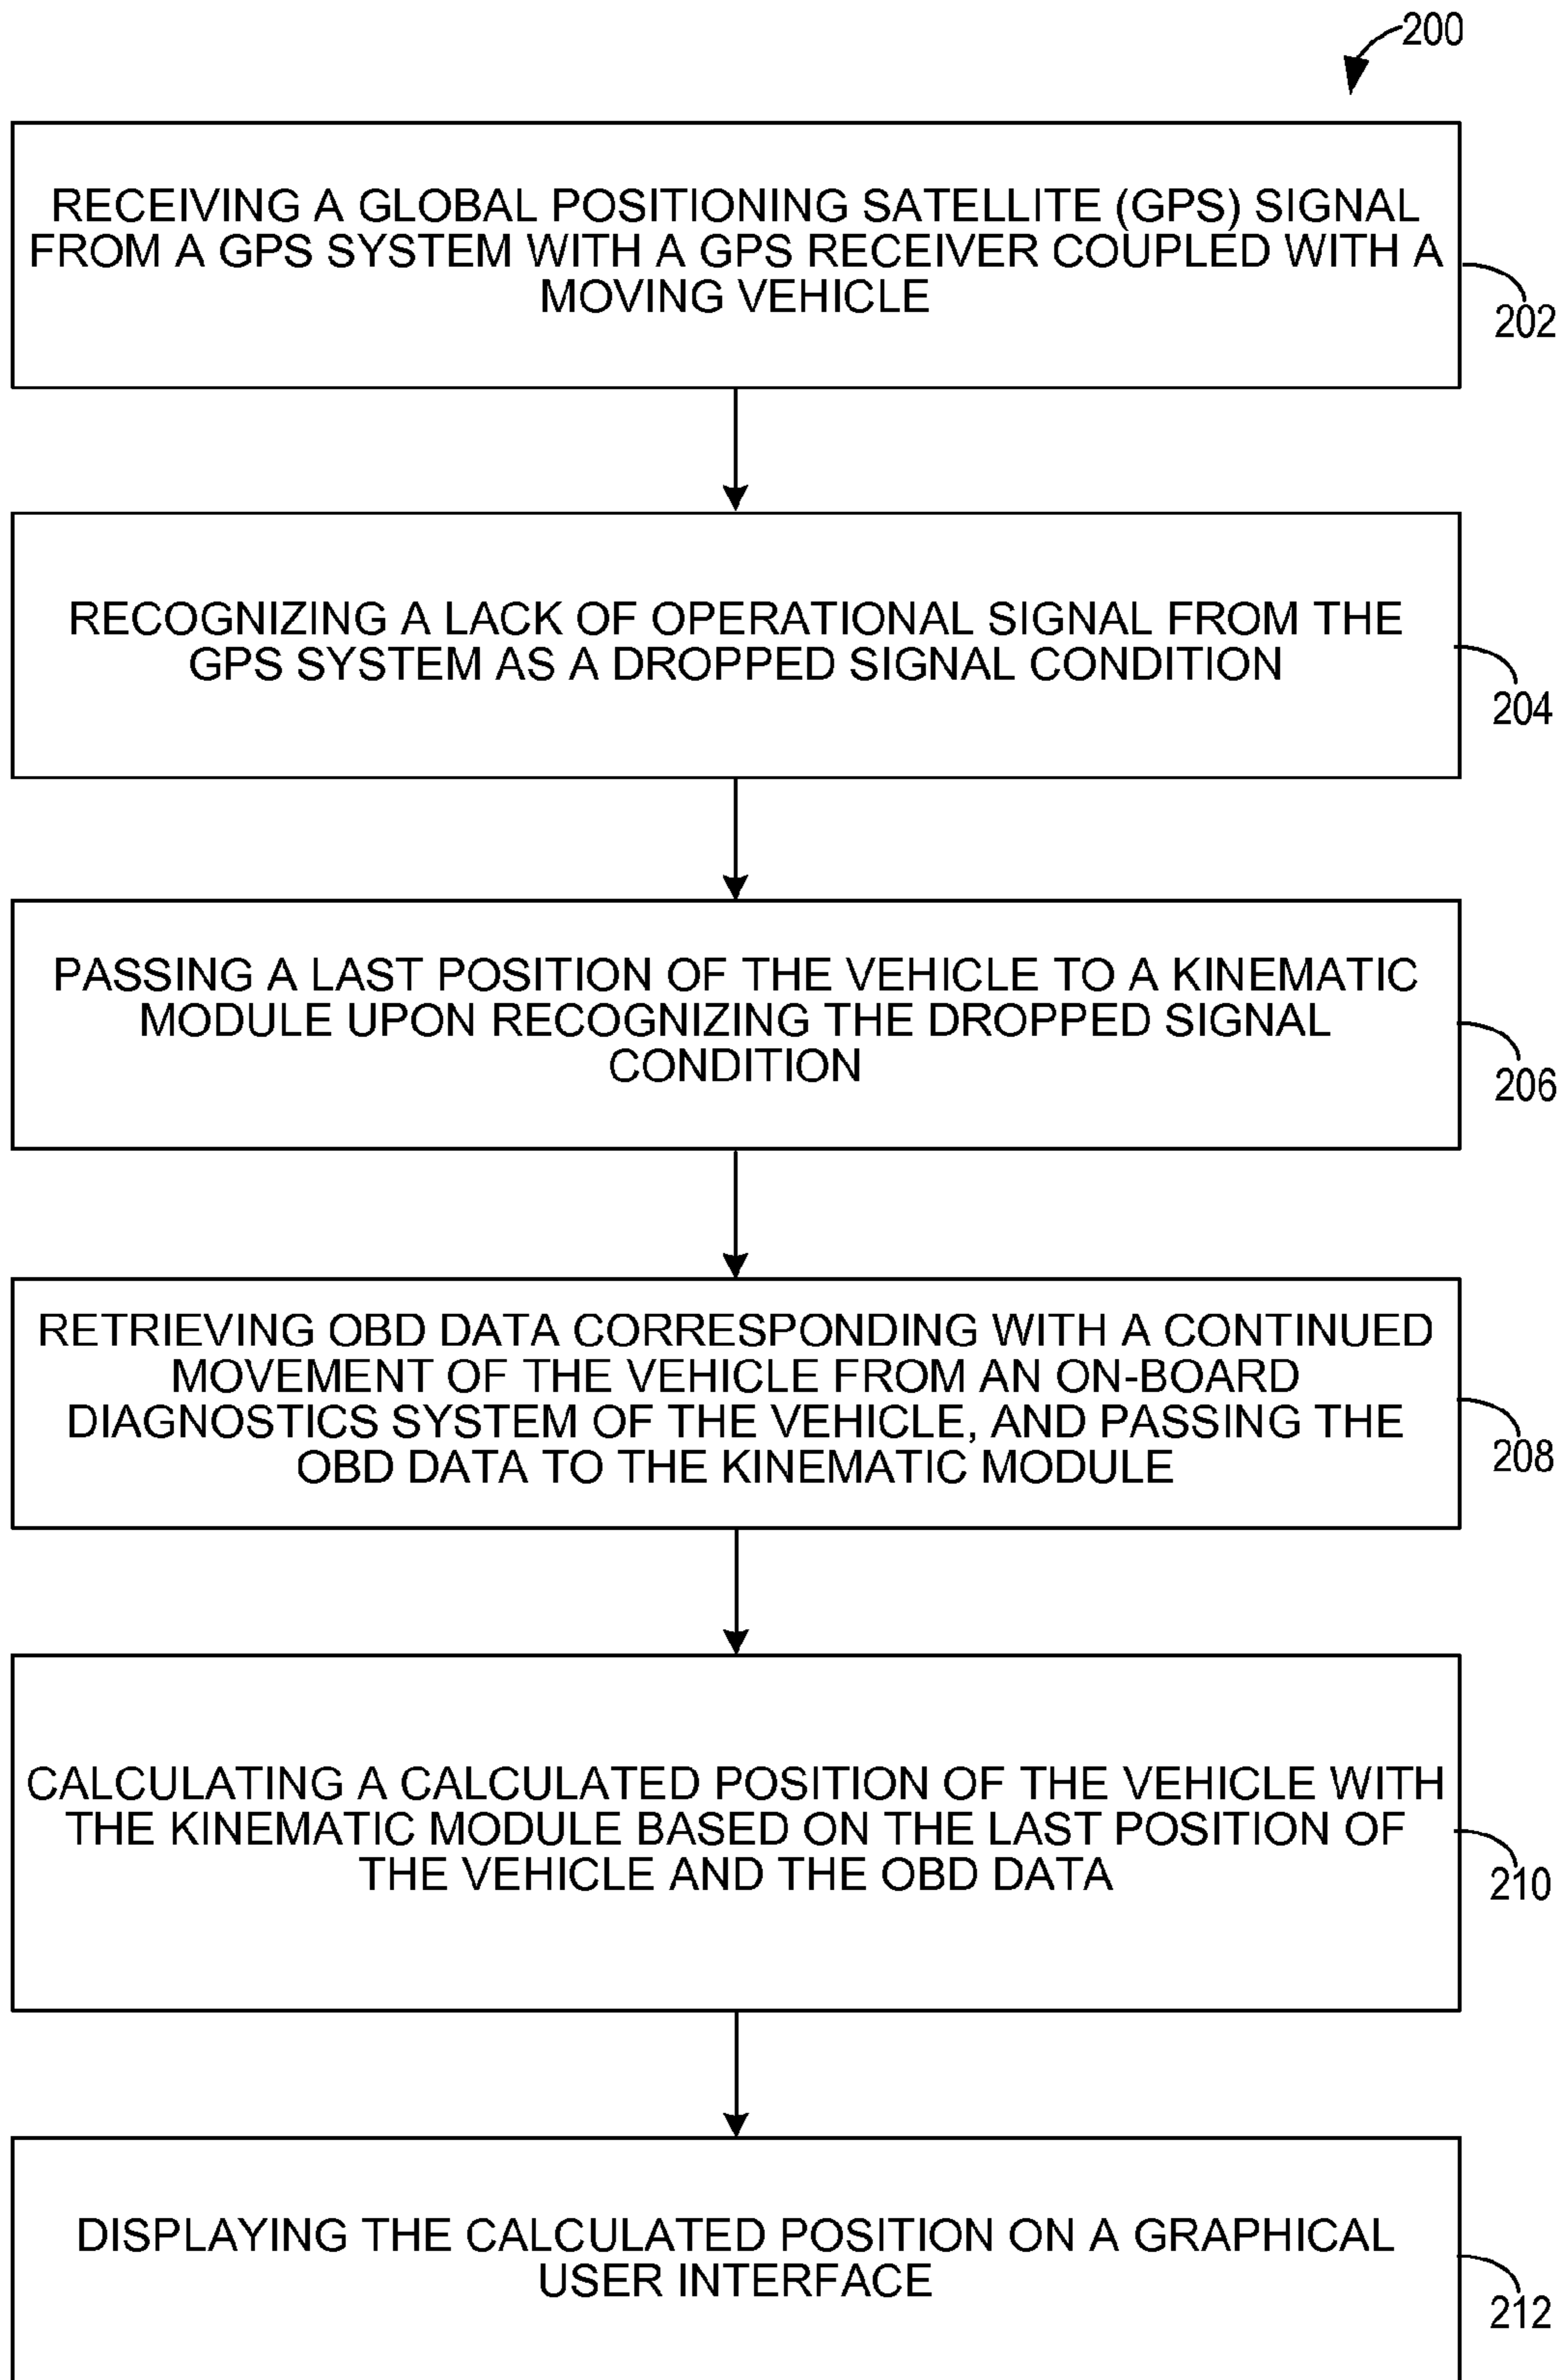 200
RECEIVING A GLOBAL POSITIONING SATELLITE (GPS) SIGNAL
FROM A GPS SYSTEM WITH A GPS RECEIVER COUPLED WITH A
MOVING VEHICLE
202
RECOGNIZING A LACK OF OPERATIONAL SIGNAL FROM THE
GPS SYSTEM AS A DROPPED SIGNAL CONDITION
204
PASSING A LAST POSITION OF THE VEHICLE TO A KINEMATIC
MODULE UPON RECOGNIZING THE DROPPED SIGNAL
CONDITION
206
RETRIEVING OBD DATA CORRESPONDING WITH A CONTINUED
MOVEMENT OF THE VEHICLE FROM AN ON-BOARD
DIAGNOSTICS SYSTEM OF THE VEHICLE, AND PASSING THE
OBD DATA TO THE KINEMATIC MODULE
208
CALCULATING A CALCULATED POSITION OF THE VEHICLE WITH
THE KINEMATIC MODULE BASED ON THE LAST POSITION OF
THE VEHICLE AND THE OBD DATA
210
DISPLAYING THE CALCULATED POSITION ON A GRAPHICAL
USER INTERFACE
212